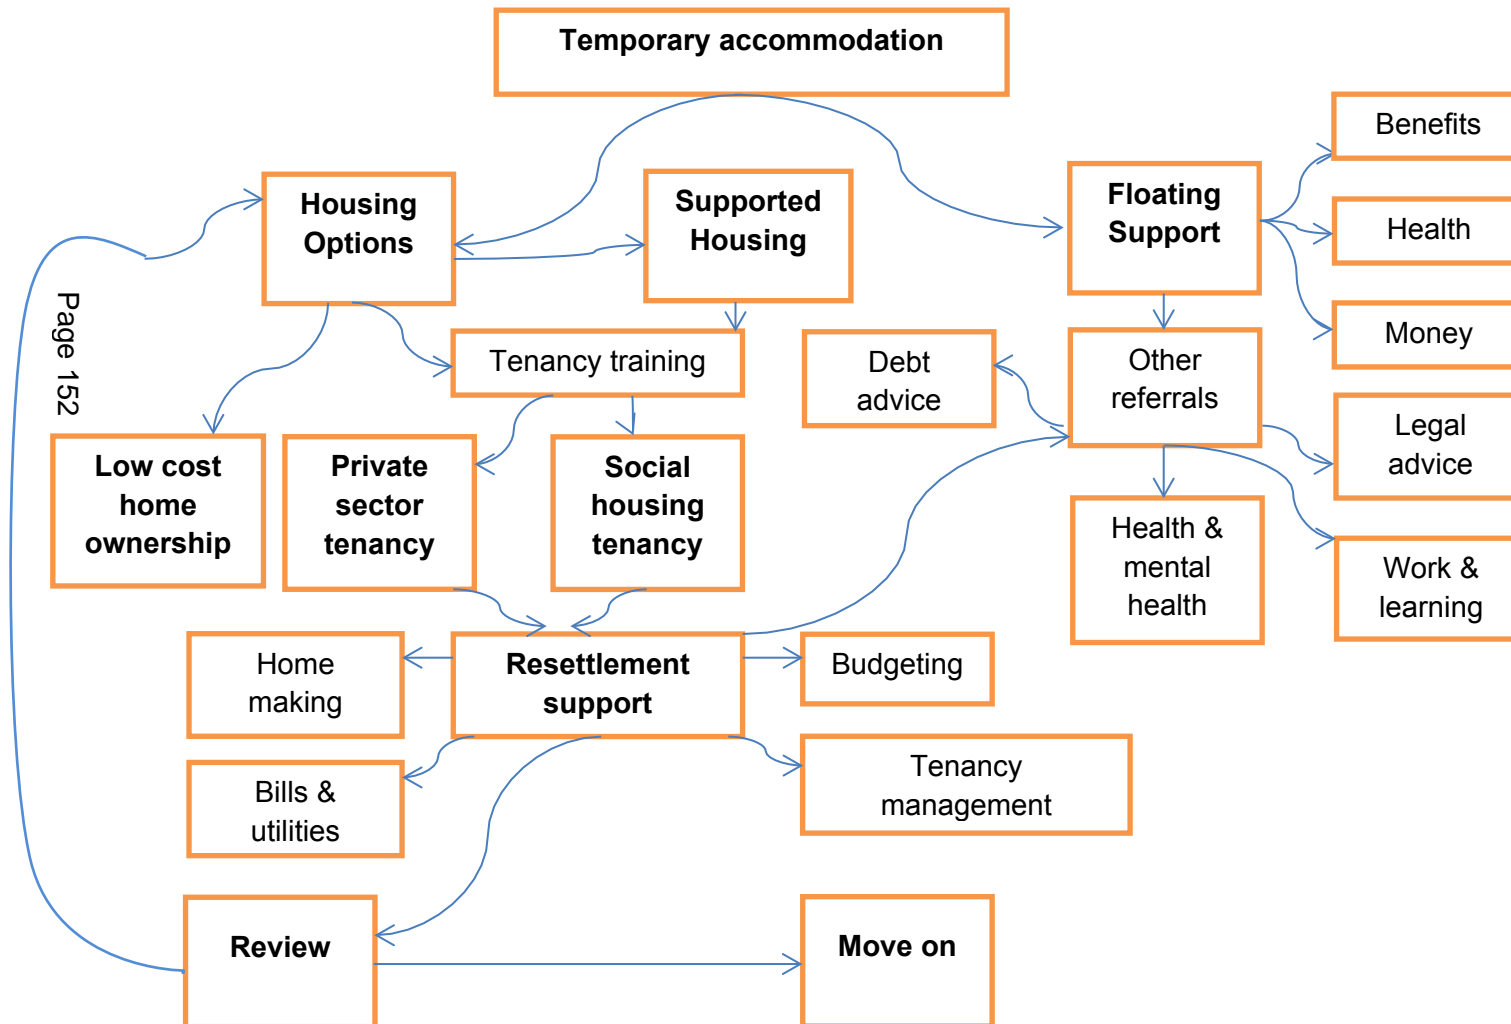 Temporary accommodation
Benefits
Housing
Options
Supported
Housing
Floating
Support
Health
Page 152
Tenancy training
Debt
advice
Other
referrals
Money
Low cost
home
ownership
Private
sector
tenancy
Social
housing
tenancy
Legal
advice
Health &
mental
health
Work &
learning
Home
making
Resettlement
support
Budgeting
Bills &
utilities
Tenancy
management
Review
Move on